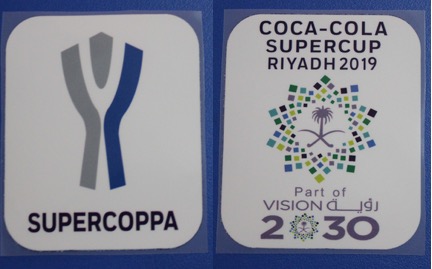 SUPERCOPPA
COCA-COLA
SUPERCUP
RIYADH 2019
Part of
VISION رؤية
2030